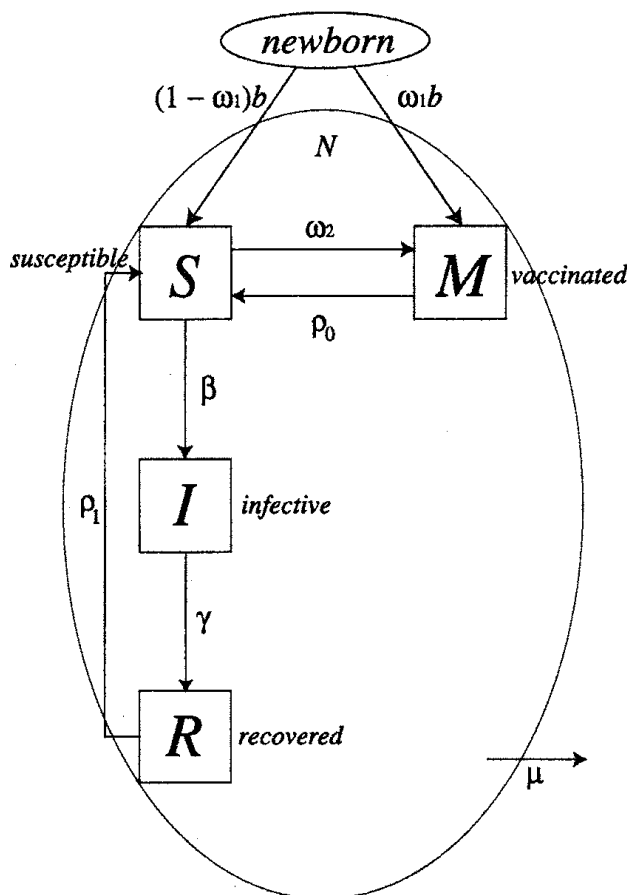 newborn
(1 - ω₁)b
ω₁b
N
susceptible
S
ω₂
M
vaccinated
ρ₀
β
I
infective
ρ₁
γ
R
recovered
μ